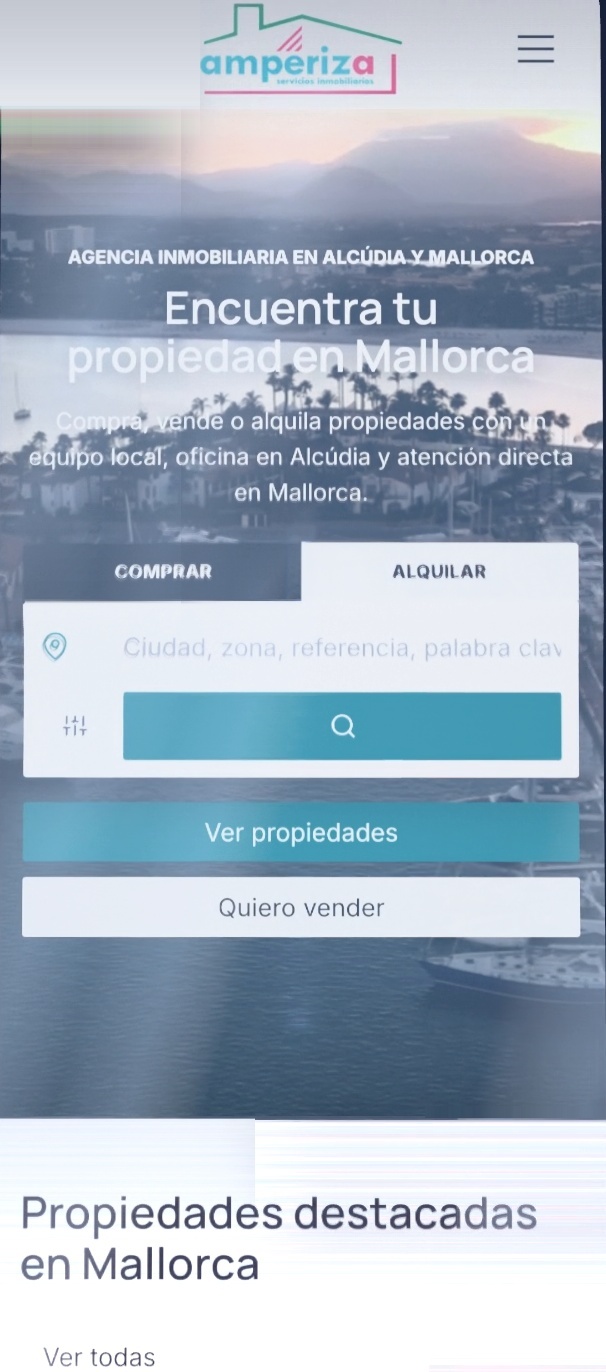 amperiza
servicios inmobiliarios
AGENCIA INMOBILIARIA EN ALCÚDIA Y MALLORCA
Encuentra tu
propiedad en Mallorca
Compra, vende o alquila propiedades con un
equipo local, oficina en Alcúdia y atención directa
en Mallorca.
COMPRAR
ALQUILAR
Ciudad, zona, referencia, palabra clav
Ver propiedades
Quiero vender
Propiedades destacadas
en Mallorca
Ver todas